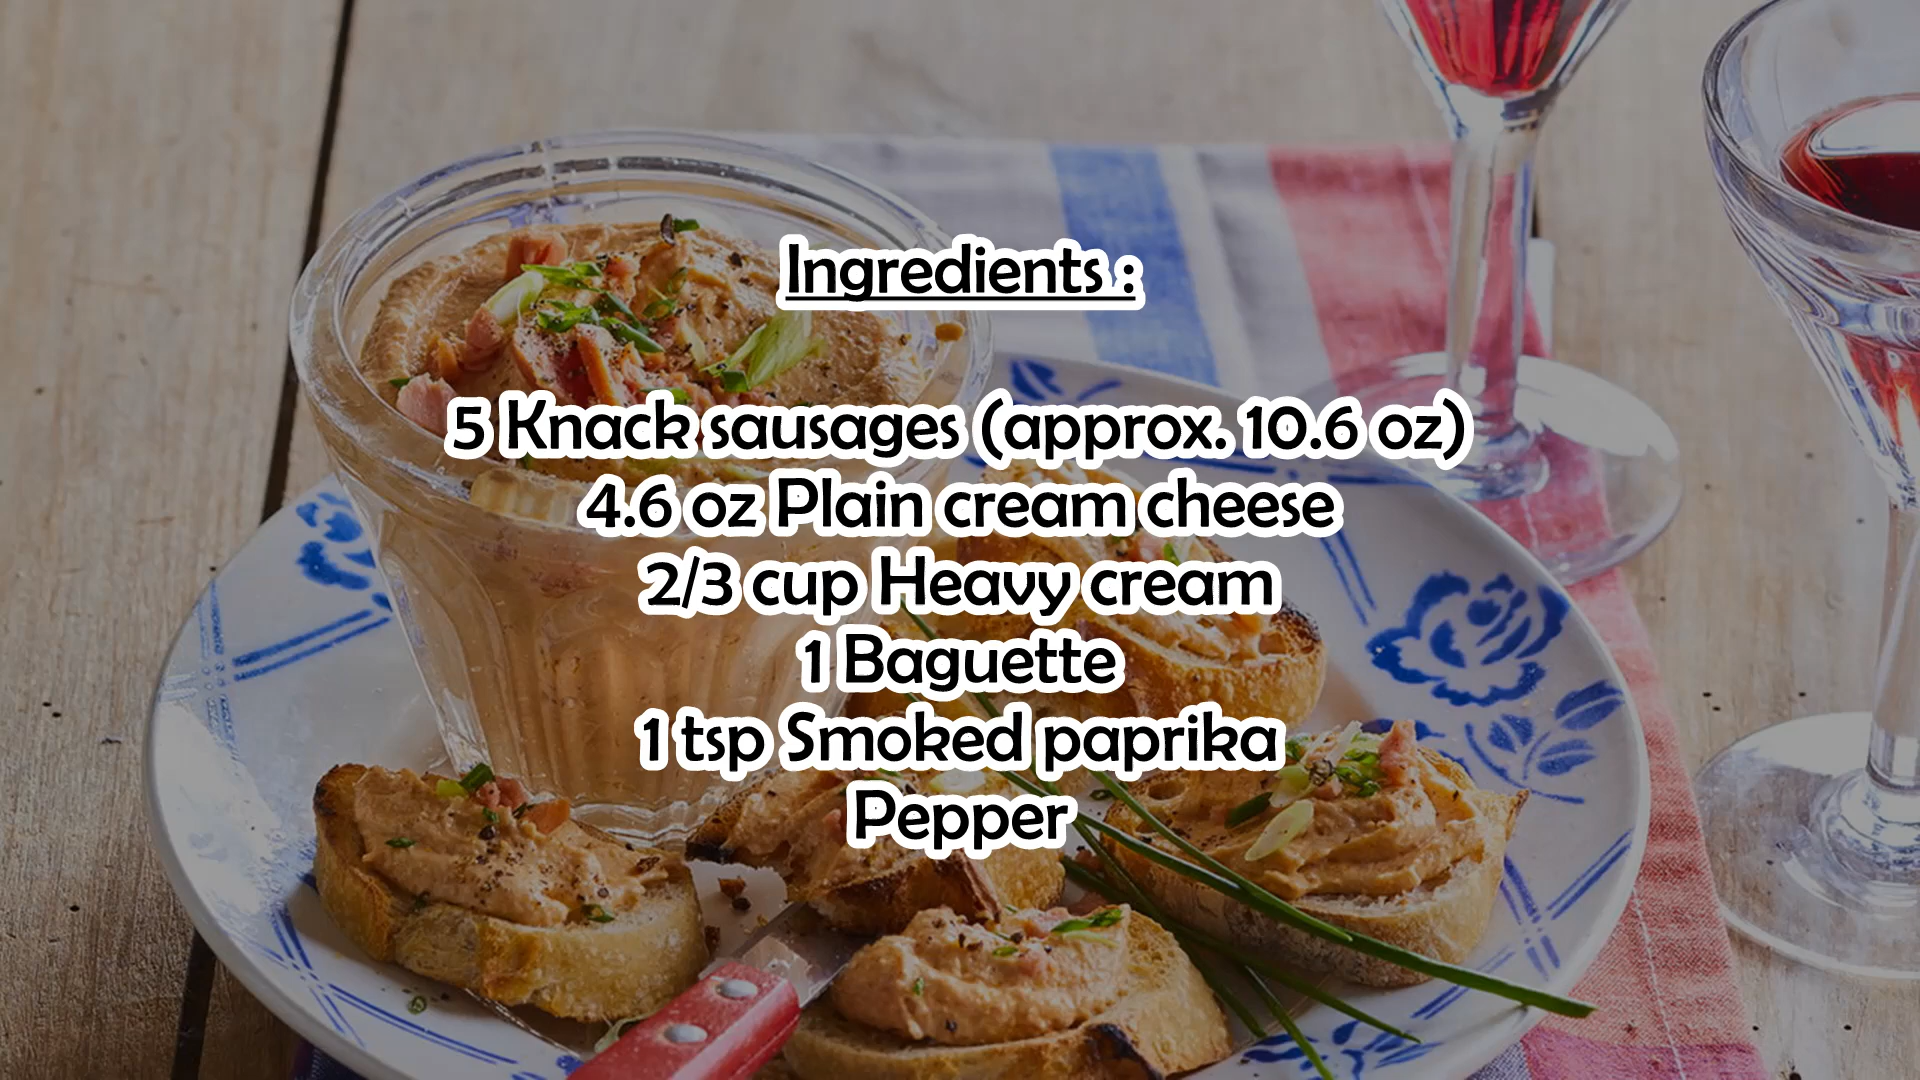 Ingredients :
5 Knack sausages (approx. 10.6 oz)
4.6 oz Plain cream cheese
2/3 cup Heavy cream
1 Baguette
1 tsp Smoked paprika
Pepper